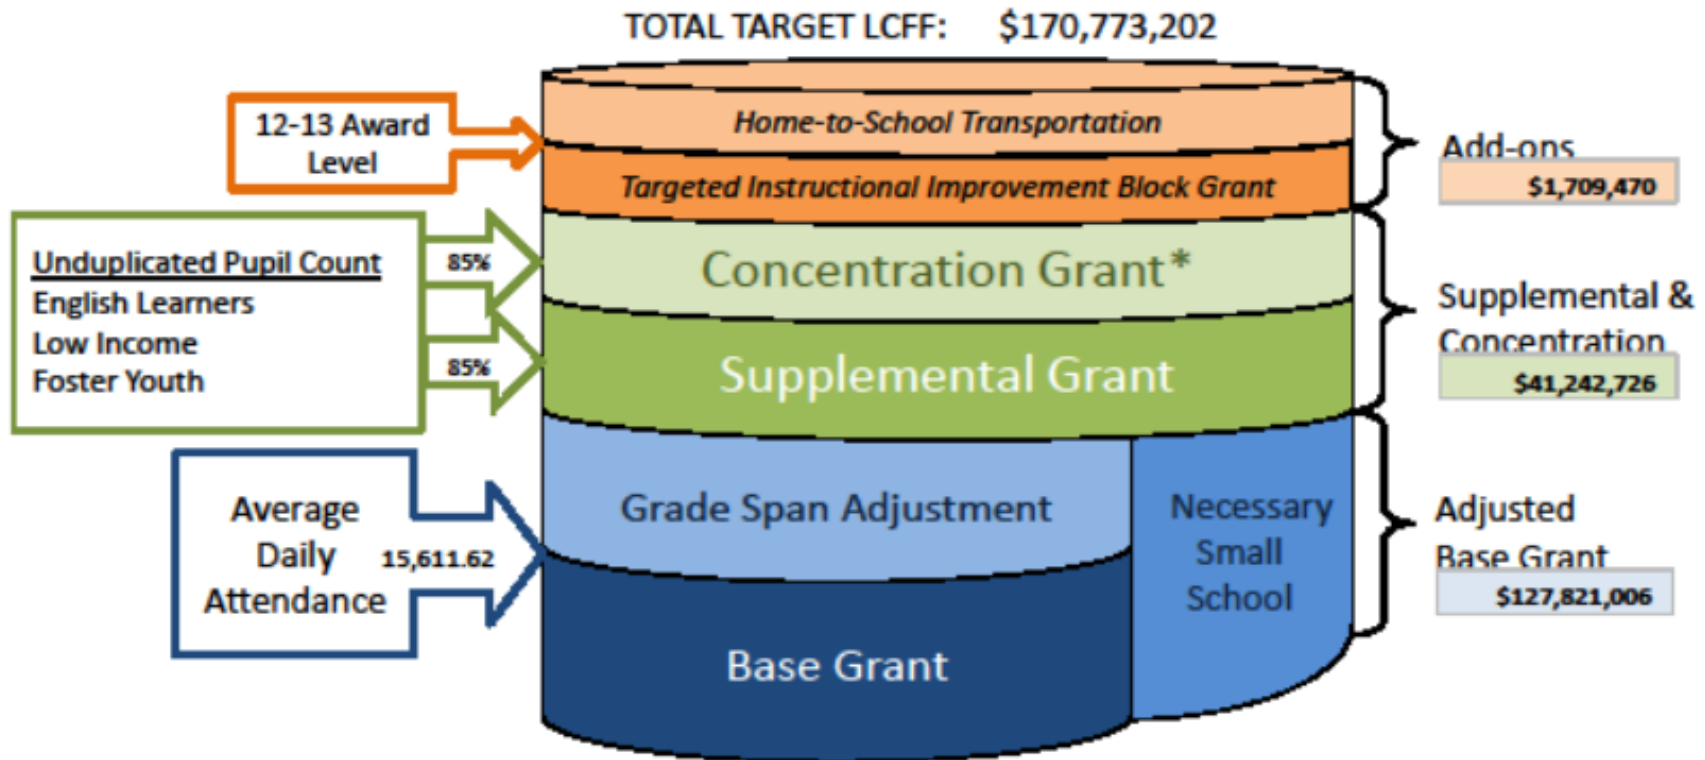 TOTAL TARGET LCFF: $170,773,202
12-13 Award
Level
Home-to-School Transportation
Targeted Instructional Improvement Block Grant
Add-ons
$1,709,470
Unduplicated Pupil Count
English Learners
Low Income
Foster Youth
85%
85%
Concentration Grant*
Supplemental Grant
Supplemental &
Concentration
$41,242,726
Average
Daily
Attendance
15,611.62
Grade Span Adjustment
Base Grant
Necessary
Small
School
Adjusted
Base Grant
$127,821,006